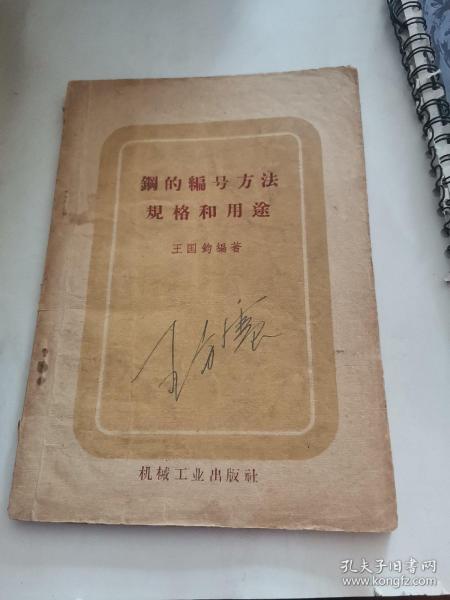 鋼的編号方法
規格和用途
王国鈞編著
机械工业出版社
孔夫子旧书网
www.kongfz.com